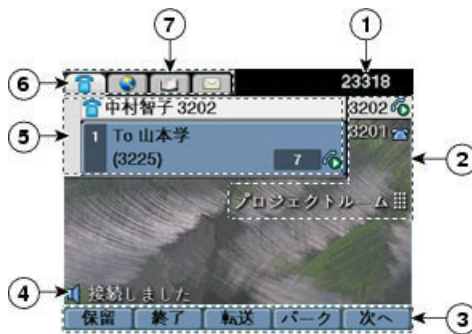 7
1
6
23318
中村智子 3202
3202
5
1 To 山本学
3201
(3225)
7
2
プロジェクトルーム
4
接続しました
保留 終了 転送 パーク 次へ
3